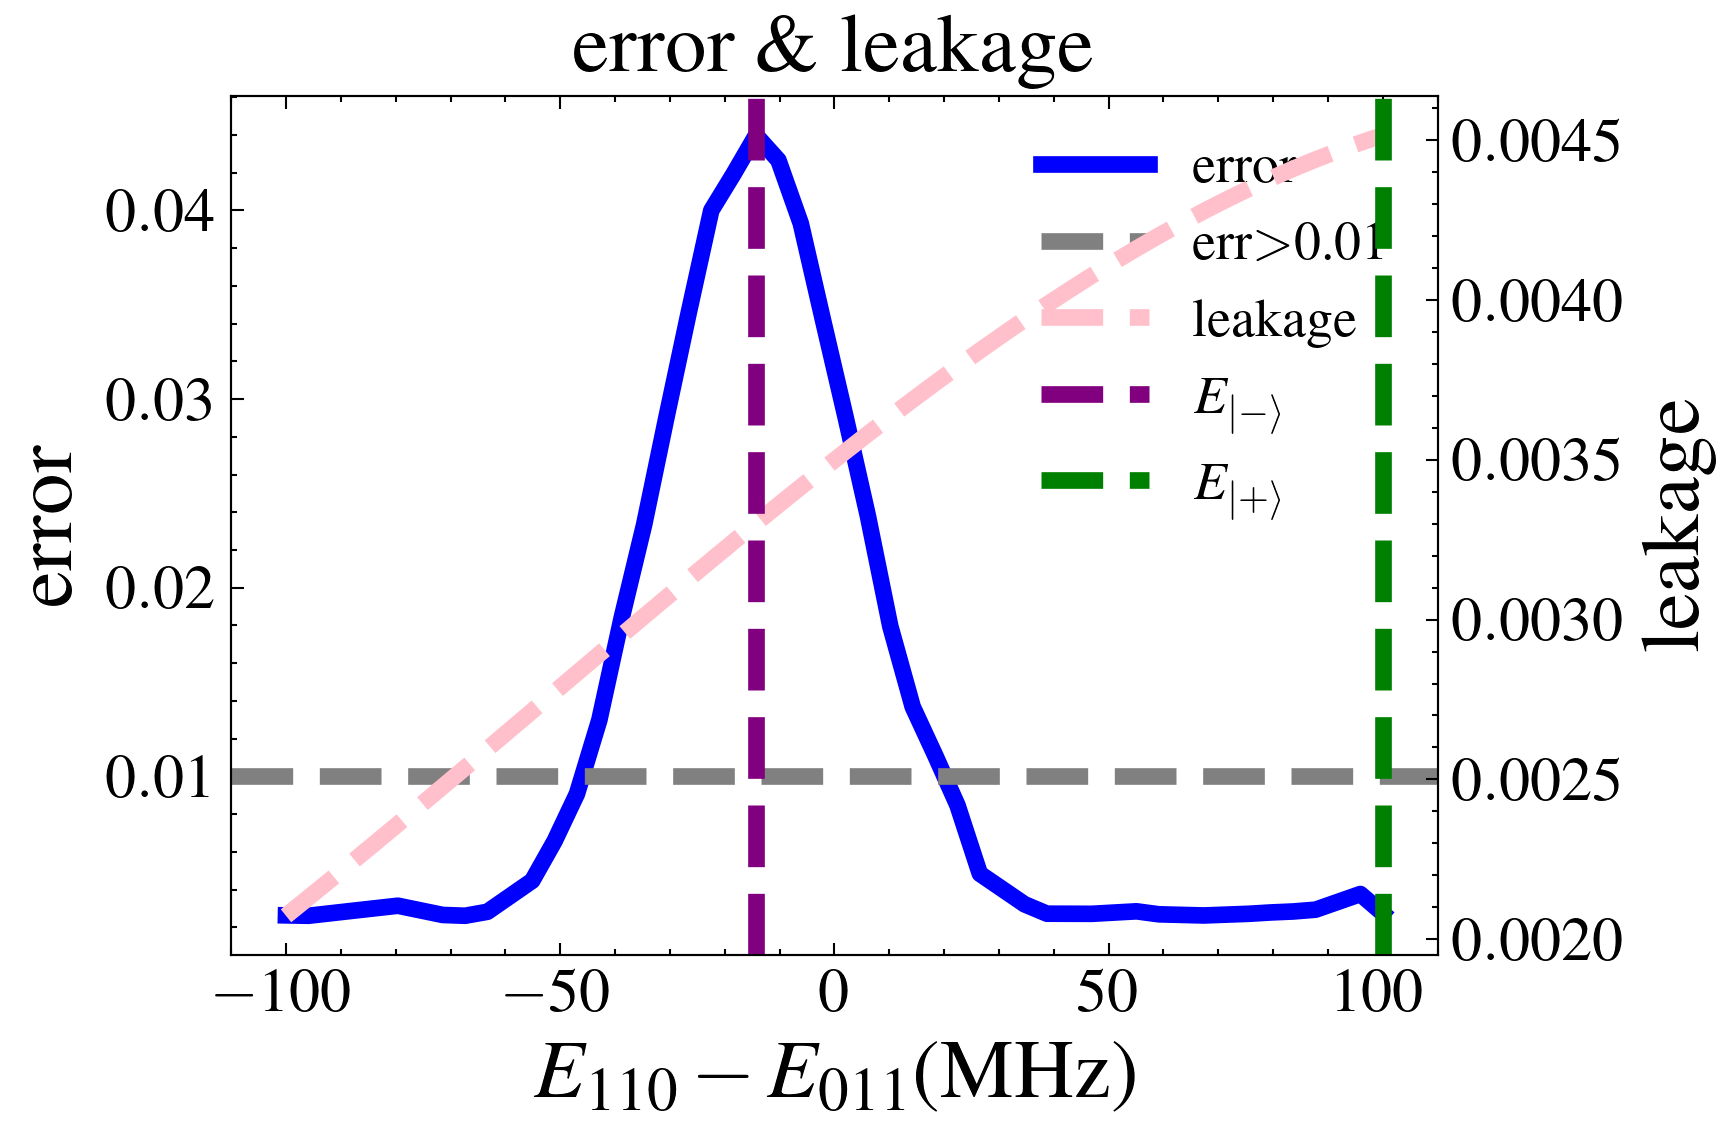 error & leakage
error
0.04
0.03
0.02
0.01
error
err>0.01
leakage
E|−⟩
E|+⟩
0.0045
0.0040
0.0035
0.0030
0.0025
0.0020
leakage
−100 −50 0 50 100
E110 − E011(MHz)